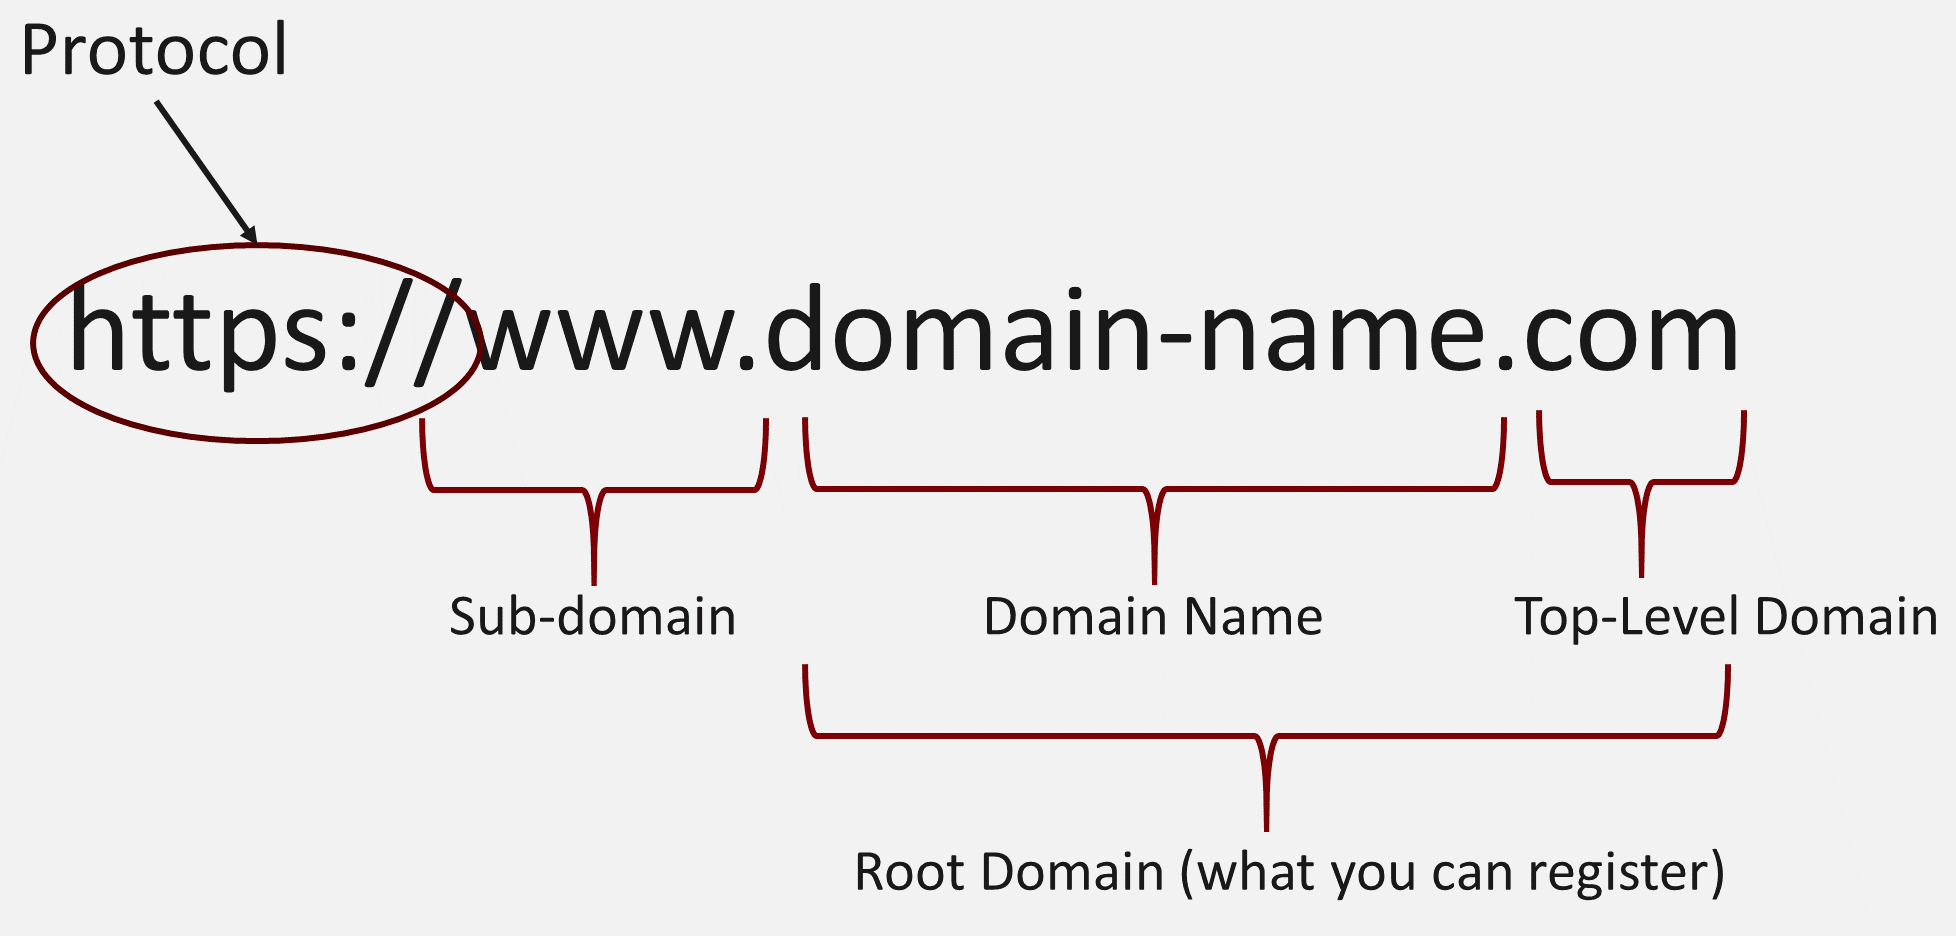 Protocol
https://www.domain-name.com
Sub-domain
Domain Name
Top-Level Domain
Root Domain (what you can register)